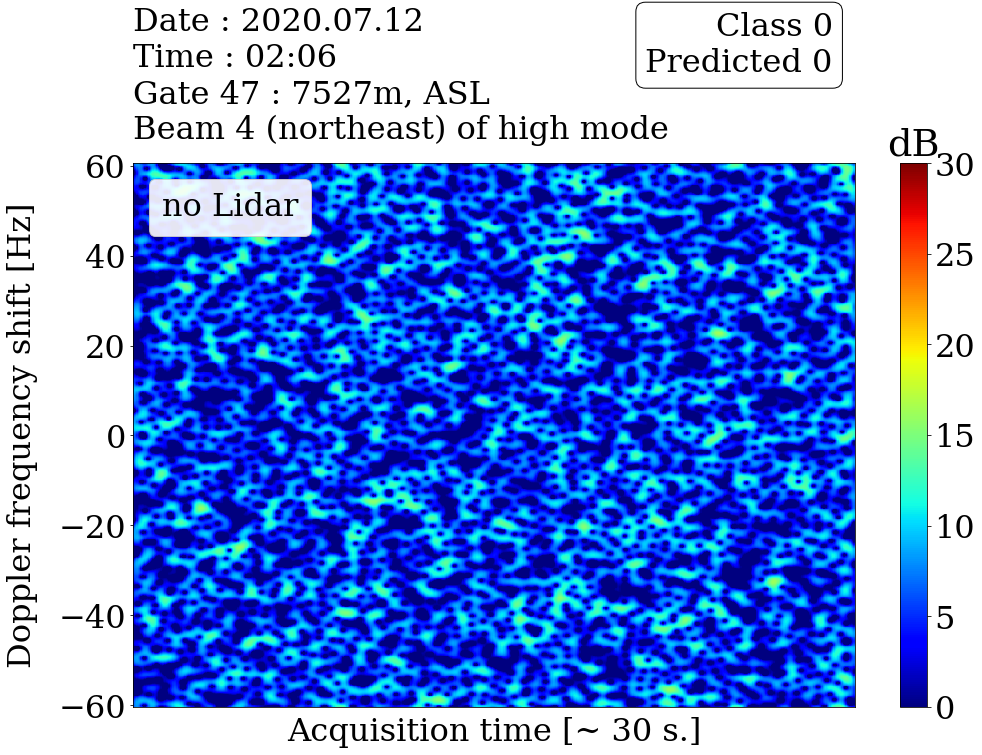 Date : 2020.07.12
Time : 02:06
Gate 47 : 7527m, ASL
Beam 4 (northeast) of high mode
Class 0
Predicted 0
dB
no Lidar
Doppler frequency shift [Hz]
60
40
20
0
−20
−40
−60
30
25
20
15
10
5
0
Acquisition time [~ 30 s.]